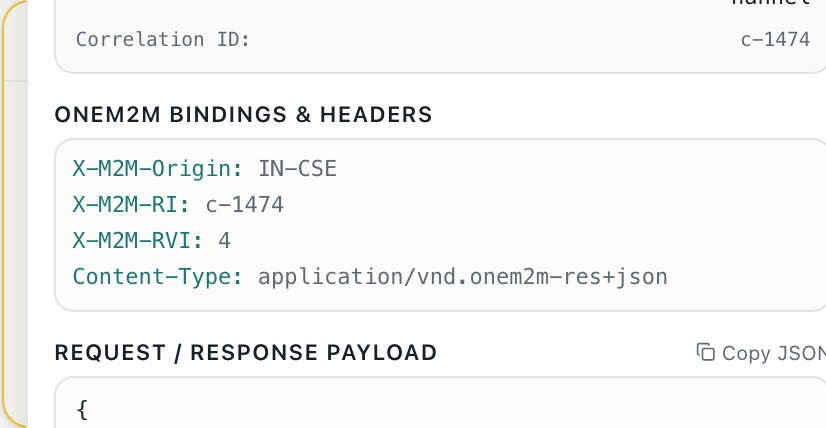 Correlation ID: c-1474
ONEM2M BINDINGS & HEADERS
X-M2M-Origin: IN-CSE
X-M2M-RI: c-1474
X-M2M-RVI: 4
Content-Type: application/vnd.onem2m-res+json
REQUEST / RESPONSE PAYLOAD Copy JSON
{